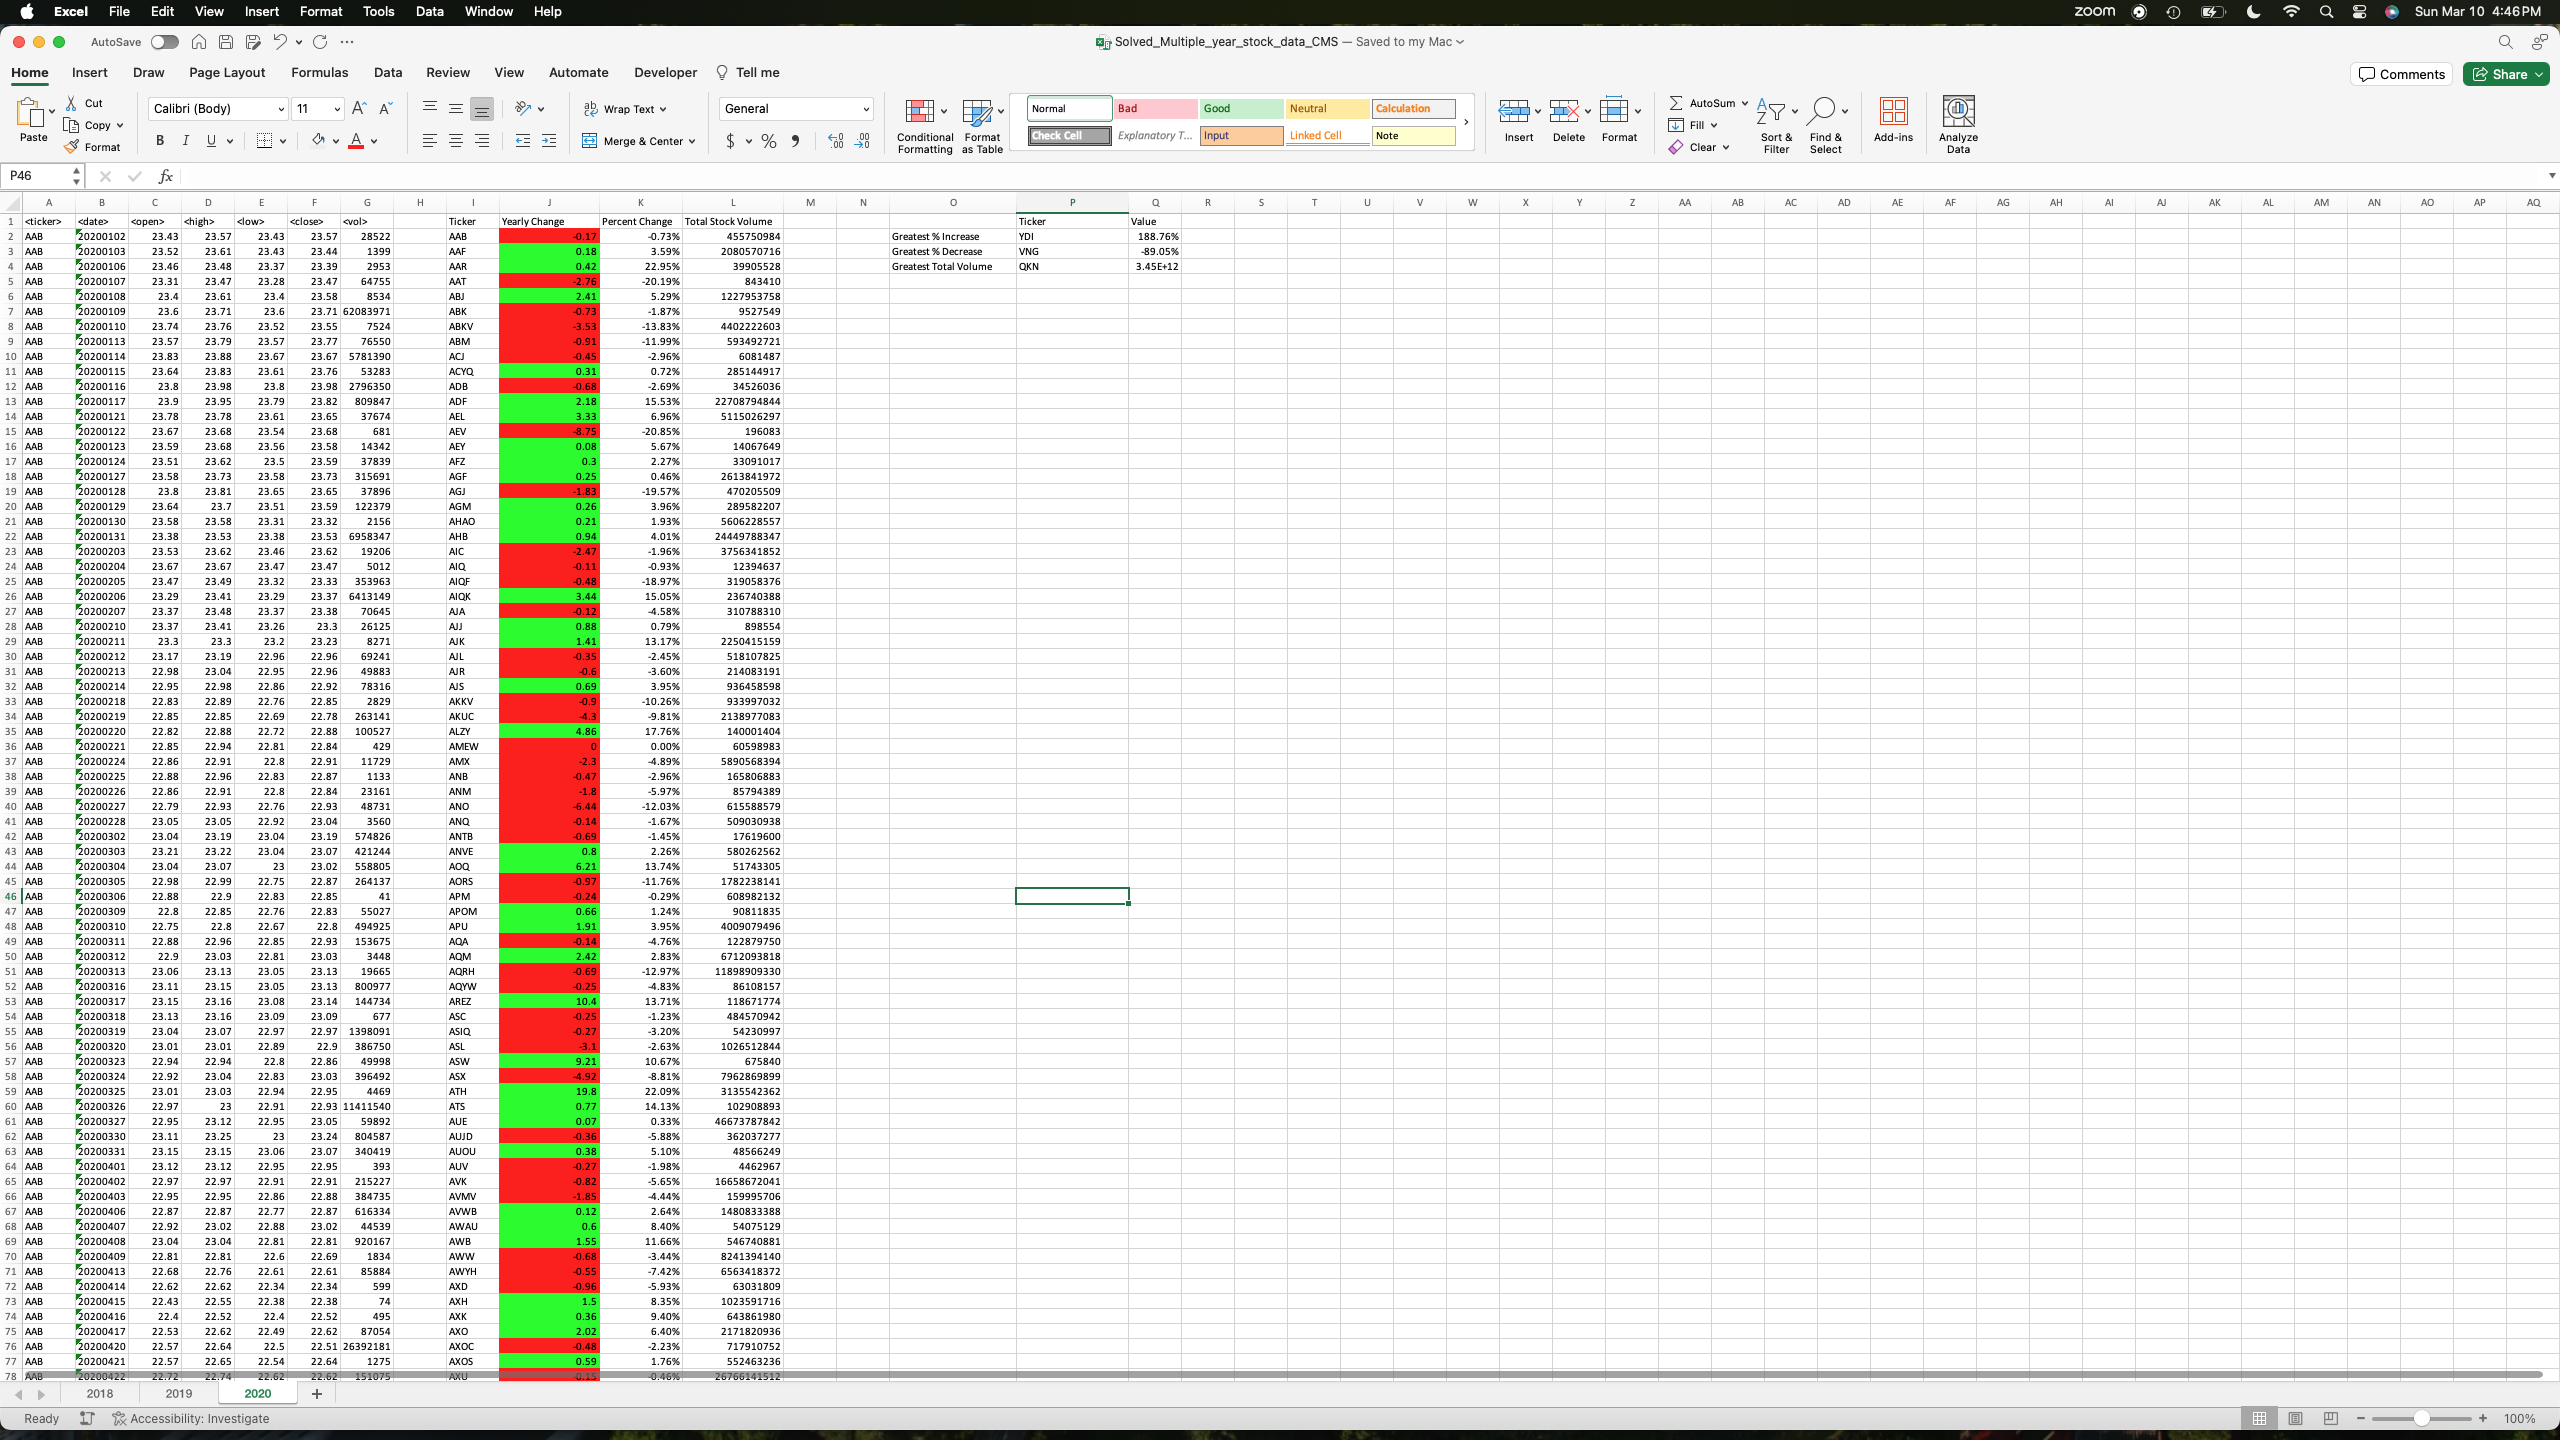 Excel File Edit View Insert Format Tools Data Window Help zoom Sun Mar 10 4:46 PM
AutoSave Solved_Multiple_year_stock_data_CMS — Saved to my Mac
Home Insert Draw Page Layout Formulas Data Review View Automate Developer Tell me Comments Share
Paste Cut Copy Format Calibri (Body) 11 Wrap Text Merge & Center General Conditional Formatting Format as Table Normal Bad Good Neutral Calculation
Check Cell Explanatory T... Input Linked Cell Note Insert Delete Format AutoSum Fill Clear Sort & Filter Find & Select Add-ins Analyze Data
P46 fx
A B C D E F G H I J K L M N O P Q R S T U V W X Y Z AA AB AC AD AE AF AG AH AI AJ AK AL AM AN AO AP AQ
1 <ticker> <date> <open> <high> <low> <close> <vol> Ticker Yearly Change Percent Change Total Stock Volume Ticker Value
2 AAB 20200102 23.43 23.57 23.43 23.57 28522 AAB -0.17 -0.73% 455750984 Greatest % Increase YDI 188.76%
3 AAB 20200103 23.52 23.61 23.43 23.44 1399 AAF 0.18 3.59% 2080570716 Greatest % Decrease VNG -89.05%
4 AAB 20200106 23.46 23.48 23.37 23.39 2953 AAR 0.42 22.95% 39905528 Greatest Total Volume QKN 3.45E+12
5 AAB 20200107 23.31 23.47 23.28 23.47 64755 AAT -2.76 -20.19% 843410
6 AAB 20200108 23.4 23.61 23.4 23.58 8534 ABJ 2.41 5.29% 1227953758
7 AAB 20200109 23.6 23.71 23.6 23.71 62083971 ABK -0.73 -1.87% 9527549
8 AAB 20200110 23.74 23.76 23.52 23.55 7524 ABKV -3.53 -13.83% 4402222603
9 AAB 20200113 23.57 23.79 23.57 23.77 76550 ABM -0.91 -11.99% 593492721
10 AAB 20200114 23.83 23.88 23.67 23.67 5781390 ACJ -0.45 -2.96% 6081487
11 AAB 20200115 23.64 23.83 23.61 23.76 53283 ACYQ 0.31 0.72% 285144917
12 AAB 20200116 23.8 23.98 23.8 23.98 2796350 ADB -0.68 -2.69% 34526036
13 AAB 20200117 23.9 23.95 23.79 23.82 809847 ADF 2.18 15.53% 22708794844
14 AAB 20200121 23.78 23.78 23.61 23.65 37674 AEL 3.33 6.96% 5115026297
15 AAB 20200122 23.67 23.68 23.54 23.68 681 AEV -8.75 -20.85% 196083
16 AAB 20200123 23.59 23.68 23.56 23.58 14342 AEY 0.08 5.67% 14067649
17 AAB 20200124 23.51 23.62 23.5 23.59 37839 AFZ 0.3 2.27% 33091017
18 AAB 20200127 23.58 23.73 23.58 23.73 315691 AGF 0.25 0.46% 2613841972
19 AAB 20200128 23.8 23.81 23.65 23.65 37896 AGJ -1.83 -19.57% 470205509
20 AAB 20200129 23.64 23.7 23.51 23.59 122379 AGM 0.26 3.96% 289582207
21 AAB 20200130 23.58 23.58 23.31 23.32 2156 AHAO 0.21 1.93% 5606228557
22 AAB 20200131 23.38 23.53 23.38 23.53 6958347 AHB 0.94 4.01% 24449788347
23 AAB 20200203 23.53 23.62 23.46 23.62 19206 AIC -2.47 -1.96% 3756341852
24 AAB 20200204 23.67 23.67 23.47 23.47 5012 AIQ -0.11 -0.93% 12394637
25 AAB 20200205 23.47 23.49 23.32 23.33 353963 AIQF -0.48 -18.97% 319058376
26 AAB 20200206 23.29 23.41 23.29 23.37 6413149 AIQK 3.44 15.05% 236740388
27 AAB 20200207 23.37 23.48 23.37 23.38 70645 AJA -0.12 -4.58% 310788310
28 AAB 20200210 23.37 23.41 23.26 23.3 26125 AJJ 0.88 0.79% 898554
29 AAB 20200211 23.3 23.3 23.2 23.23 8271 AJK 1.41 13.17% 2250415159
30 AAB 20200212 23.17 23.19 22.96 22.96 69241 AJL -0.35 -2.45% 518107825
31 AAB 20200213 22.98 23.04 22.95 22.96 49883 AJR -0.6 -3.60% 214083191
32 AAB 20200214 22.95 22.98 22.86 22.92 78316 AJS 0.69 3.95% 936458598
33 AAB 20200218 22.83 22.89 22.76 22.85 2829 AKKV -0.9 -10.26% 933997032
34 AAB 20200219 22.85 22.85 22.69 22.78 263141 AKUC -4.3 -9.81% 2138977083
35 AAB 20200220 22.82 22.88 22.72 22.88 100527 ALZY 4.86 17.76% 140001404
36 AAB 20200221 22.85 22.94 22.81 22.84 429 AMEW 0 0.00% 60598983
37 AAB 20200224 22.86 22.91 22.8 22.91 11729 AMX -2.3 -4.89% 5890568394
38 AAB 20200225 22.88 22.96 22.83 22.87 1133 ANB -0.47 -2.96% 165806883
39 AAB 20200226 22.86 22.91 22.8 22.84 23161 ANM -1.8 -5.97% 85794389
40 AAB 20200227 22.79 22.93 22.76 22.93 48731 ANO -6.44 -12.03% 615588579
41 AAB 20200228 23.05 23.05 22.92 23.04 3560 ANQ -0.14 -1.67% 509030938
42 AAB 20200302 23.04 23.19 23.04 23.19 574826 ANTB -0.69 -1.45% 17619600
43 AAB 20200303 23.21 23.22 23.04 23.07 421244 ANVE 0.8 2.26% 580262562
44 AAB 20200304 23.04 23.07 23 23.02 558805 AOQ 6.21 13.74% 51743305
45 AAB 20200305 22.98 22.99 22.75 22.87 264137 AORS -0.97 -11.76% 1782238141
46 AAB 20200306 22.88 22.9 22.83 22.85 41 APM -0.24 -0.29% 608982132
47 AAB 20200309 22.8 22.85 22.76 22.83 55027 APOM 0.66 1.24% 90811835
48 AAB 20200310 22.75 22.8 22.67 22.8 494925 APU 1.91 3.95% 4009079496
49 AAB 20200311 22.88 22.96 22.85 22.93 153675 AQA -0.14 -4.76% 122879750
50 AAB 20200312 22.9 23.03 22.81 23.03 3448 AQM 2.42 2.83% 6712093818
51 AAB 20200313 23.06 23.13 23.05 23.13 19665 AQRH -0.69 -12.97% 11898909330
52 AAB 20200316 23.11 23.15 23.05 23.13 800977 AQYW -0.25 -4.83% 86108157
53 AAB 20200317 23.15 23.16 23.08 23.14 144734 AREZ 10.4 13.71% 118671774
54 AAB 20200318 23.13 23.16 23.09 23.09 677 ASC -0.25 -1.23% 484570942
55 AAB 20200319 23.04 23.07 22.97 22.97 1398091 ASIQ -0.27 -3.20% 54230997
56 AAB 20200320 23.01 23.01 22.89 22.9 386750 ASL -3.1 -2.63% 1026512844
57 AAB 20200323 22.94 22.94 22.8 22.86 49998 ASW 9.21 10.67% 675840
58 AAB 20200324 22.92 23.04 22.83 23.03 396492 ASX -4.92 -8.81% 7962869899
59 AAB 20200325 23.01 23.03 22.94 22.95 4469 ATH 19.8 22.09% 3135542362
60 AAB 20200326 22.97 23 22.91 22.93 11411540 ATS 0.77 14.13% 102908893
61 AAB 20200327 22.95 23.12 22.95 23.05 59892 AUE 0.07 0.33% 46673787842
62 AAB 20200330 23.11 23.25 23 23.24 804587 AUJD -0.36 -5.88% 362037277
63 AAB 20200331 23.15 23.15 23.06 23.07 340419 AUOU 0.38 5.10% 48566249
64 AAB 20200401 23.12 23.12 22.95 22.95 393 AUV -0.27 -1.98% 4462967
65 AAB 20200402 22.97 22.97 22.91 22.91 215227 AVK -0.82 -5.65% 16658672041
66 AAB 20200403 22.95 22.95 22.86 22.88 384735 AVMV -1.85 -4.44% 159995706
67 AAB 20200406 22.87 22.87 22.77 22.87 616334 AVWB 0.12 2.64% 1480833388
68 AAB 20200407 22.92 23.02 22.88 23.02 44539 AWAU 0.6 8.40% 54075129
69 AAB 20200408 23.04 23.04 22.81 22.81 920167 AWB 1.55 11.66% 546740881
70 AAB 20200409 22.81 22.81 22.6 22.69 1834 AWW -0.68 -3.44% 8241394140
71 AAB 20200413 22.68 22.76 22.61 22.61 85884 AWYH -0.55 -7.42% 6563418372
72 AAB 20200414 22.62 22.62 22.34 22.34 599 AXD -0.96 -5.93% 63031809
73 AAB 20200415 22.43 22.55 22.38 22.38 74 AXH 1.5 8.35% 1023591716
74 AAB 20200416 22.4 22.52 22.4 22.52 495 AXK 0.36 9.40% 643861980
75 AAB 20200417 22.53 22.62 22.49 22.62 87054 AXO 2.02 6.40% 2171820936
76 AAB 20200420 22.57 22.64 22.5 22.51 26392181 AXOC -0.48 -2.23% 717910752
77 AAB 20200421 22.57 22.65 22.54 22.64 1275 AXOS 0.59 1.76% 552463236
78 AAB 20200422 22.72 22.74 22.62 22.62 151075 AXU -0.15 -0.46% 26766141512
2018 2019 2020
Ready Accessibility: Investigate 100%